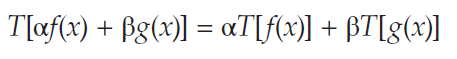 T[αf(x) + βg(x)] = αT[f(x)] + βT[g(x)]